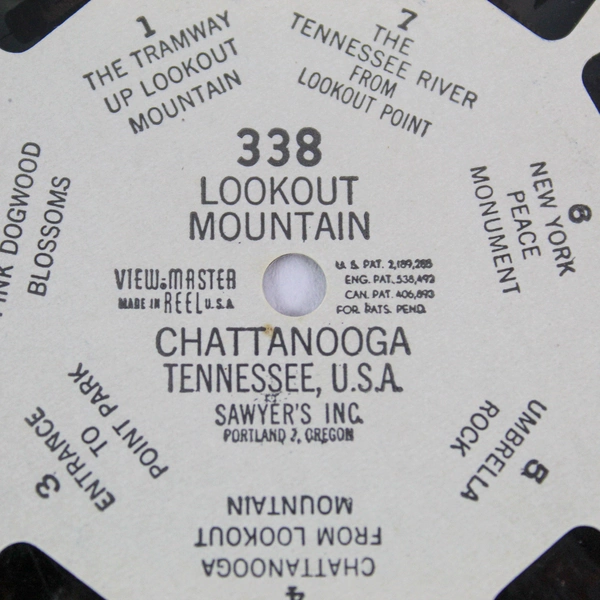 1
THE TRAMWAY
UP LOOKOUT
MOUNTAIN
7
THE
TENNESSEE RIVER
FROM
LOOKOUT POINT
338
LOOKOUT
MOUNTAIN
PINK DOGWOOD
BLOSSOMS
6
NEW YORK
PEACE
MONUMENT
VIEW-MASTER
MADE IN REEL U.S.A.
U. S. PAT. 2,189,285
ENG. PAT. 538,493
CAN. PAT. 406,893
FOR. PATS. PEND.
CHATTANOOGA
TENNESSEE, U.S.A.
SAWYER'S INC.
PORTLAND 7, OREGON
3
ENTRANCE
TO
POINT PARK
5
UMBRELLA
ROCK
4
CHATTANOOGA
FROM LOOKOUT
MOUNTAIN